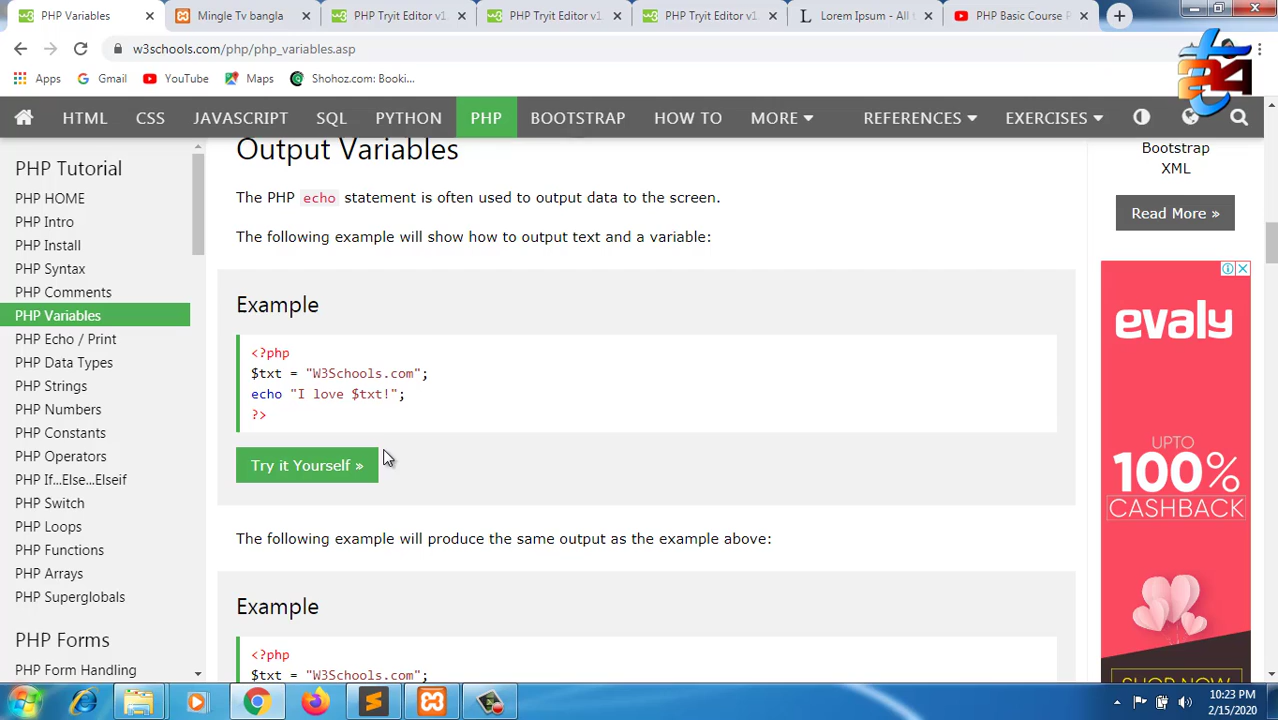 PHP Variables
Mingle Tv bangla
PHP Tryit Editor v1
PHP Tryit Editor v1
PHP Tryit Editor v1
Lorem Ipsum - All
PHP Basic Course
w3schools.com/php/php_variables.asp
Apps
Gmail
YouTube
Maps
Shohoz.com: Booki...
HTML
CSS
JAVASCRIPT
SQL
PYTHON
PHP
BOOTSTRAP
HOW TO
MORE
REFERENCES
EXERCISES
PHP Tutorial
PHP HOME
PHP Intro
PHP Install
PHP Syntax
PHP Comments
PHP Variables
PHP Echo / Print
PHP Data Types
PHP Strings
PHP Numbers
PHP Constants
PHP Operators
PHP If...Else...Elseif
PHP Switch
PHP Loops
PHP Functions
PHP Arrays
PHP Superglobals
PHP Forms
PHP Form Handling
Output Variables
The PHP echo statement is often used to output data to the screen.
The following example will show how to output text and a variable:
Example
<?php
$txt = "W3Schools.com";
echo "I love $txt!";
?>
Try it Yourself »
The following example will produce the same output as the example above:
Example
<?php
$txt = "W3Schools.com";
Bootstrap
XML
Read More »
evaly
UPTO
100%
CASHBACK
SHOP NOW
10:23 PM
2/15/2020